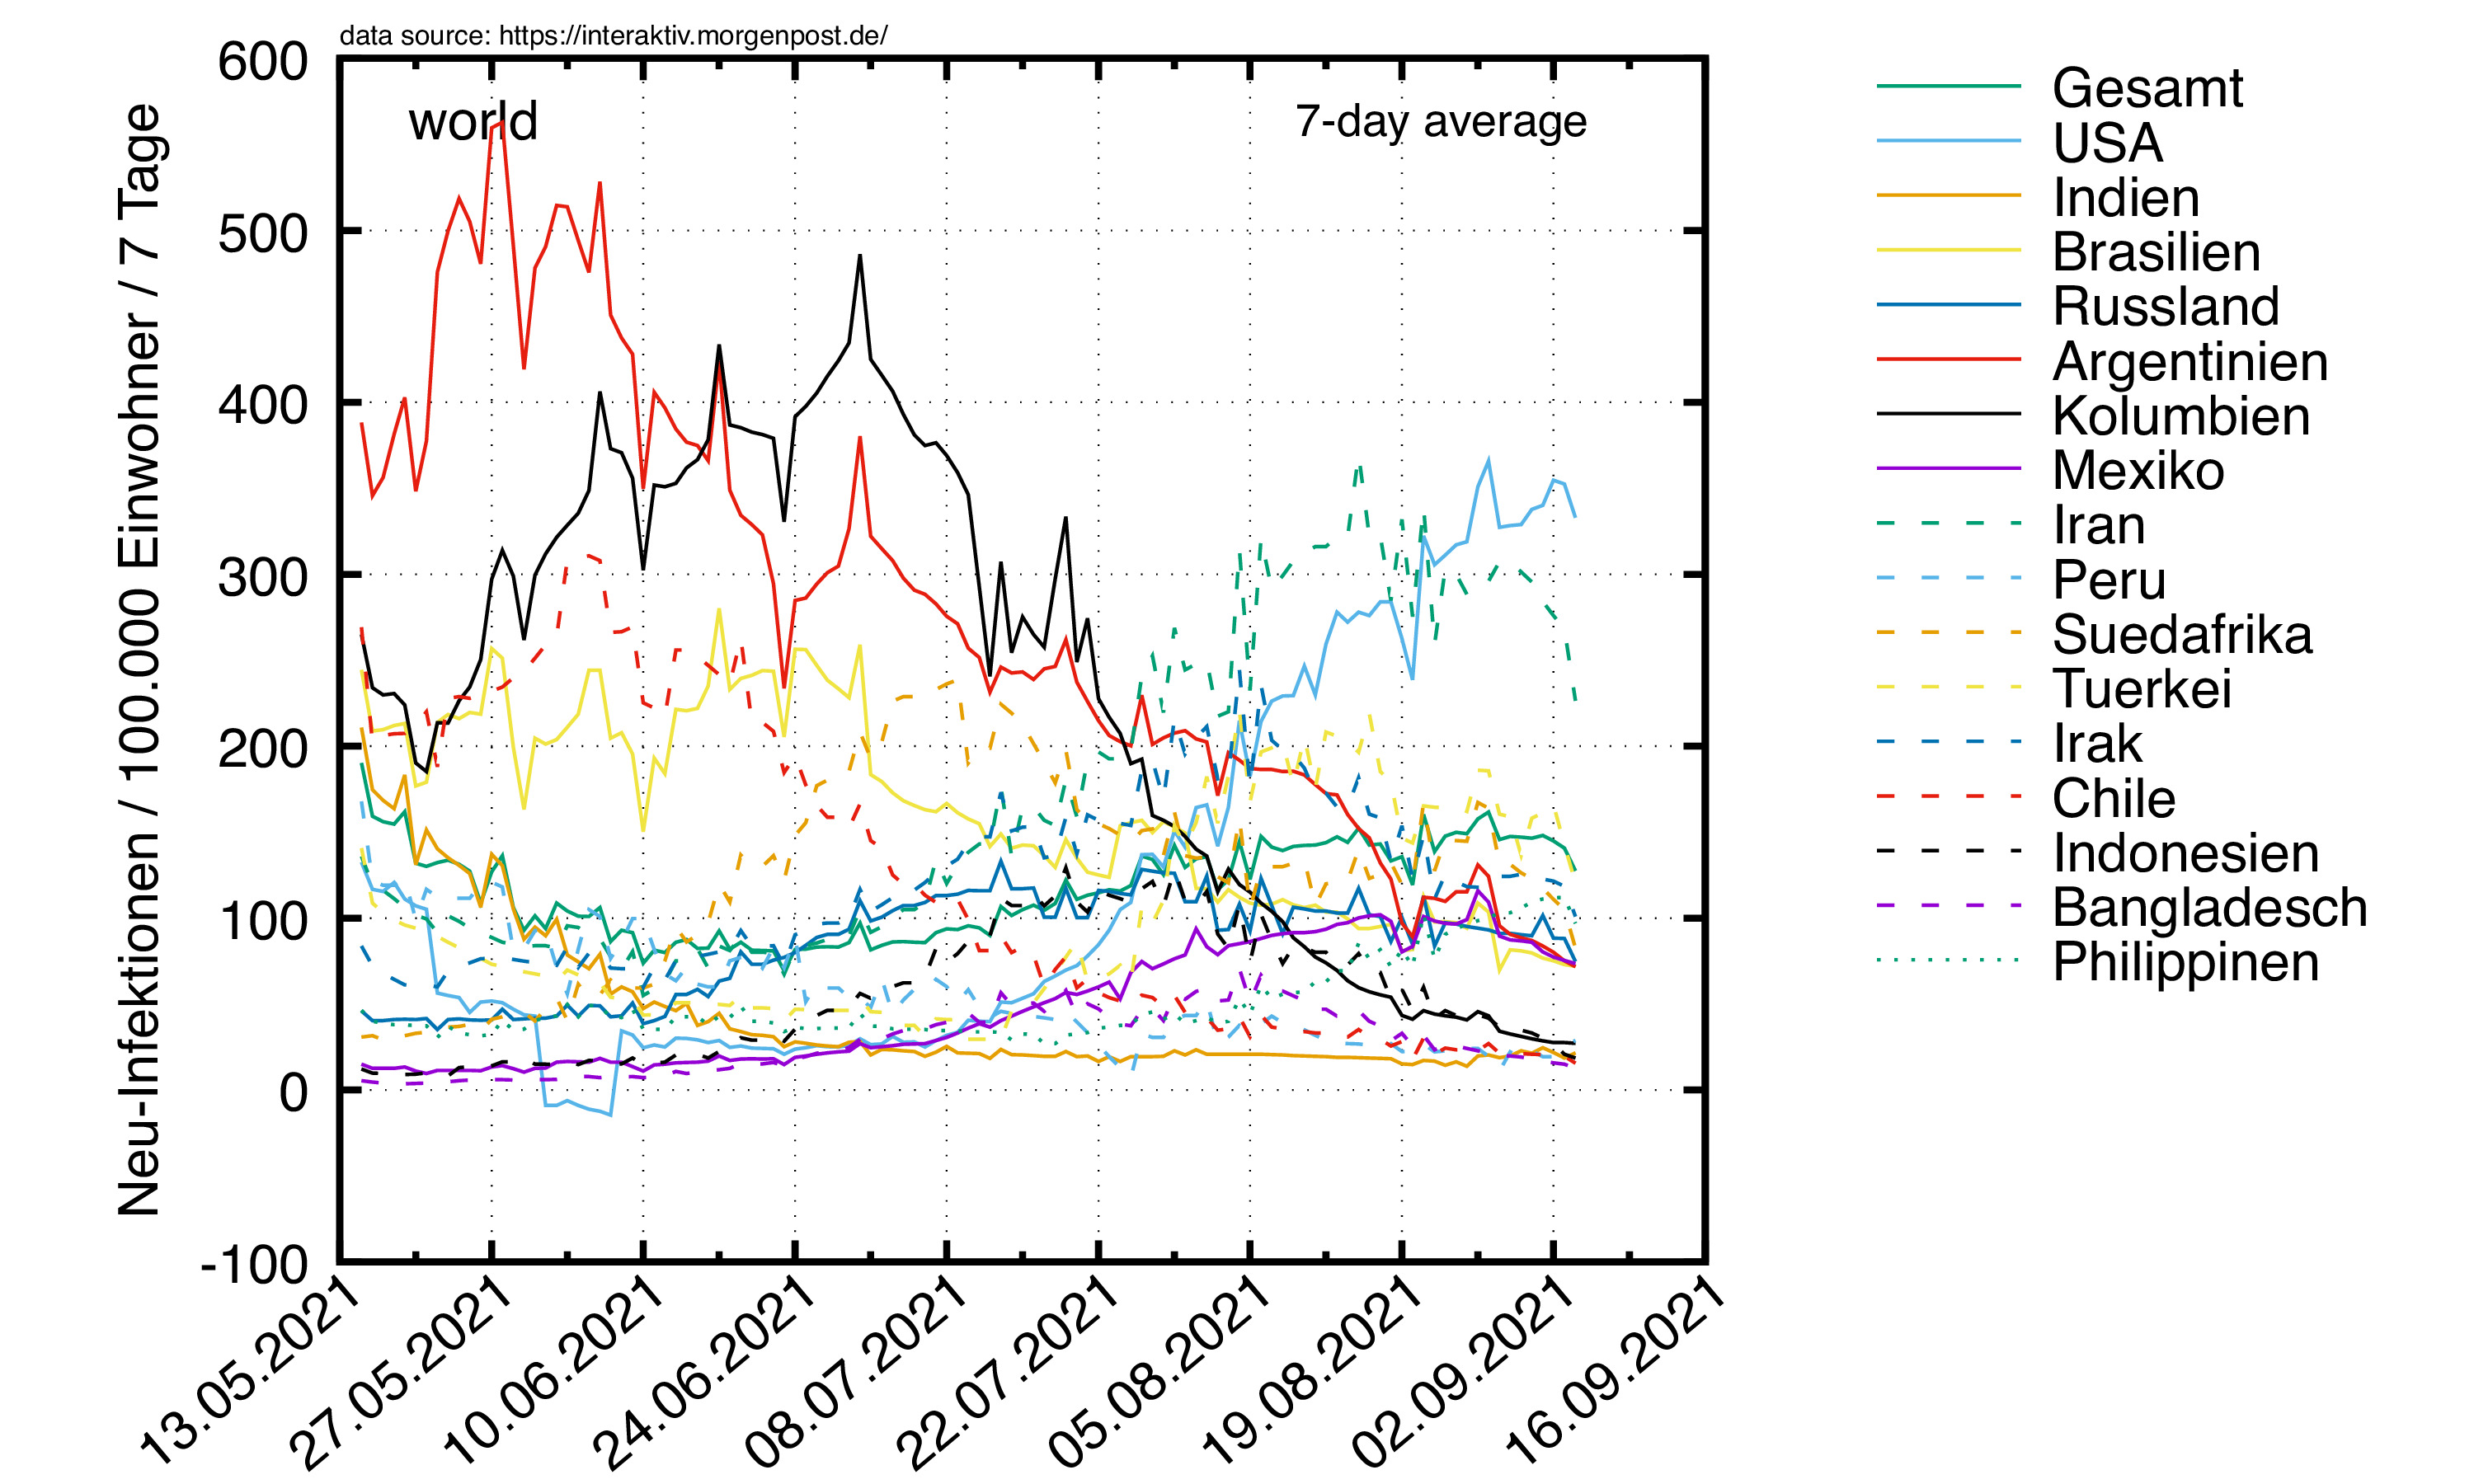 data source: https://interaktiv.morgenpost.de/
world
7-day average
Neu-Infektionen / 100.000 Einwohner / 7 Tage
600
500
400
300
200
100
0
-100
13.05.2021
27.05.2021
10.06.2021
24.06.2021
08.07.2021
22.07.2021
05.08.2021
19.08.2021
02.09.2021
16.09.2021
Gesamt
USA
Indien
Brasilien
Russland
Argentinien
Kolumbien
Mexiko
Iran
Peru
Suedafrika
Tuerkei
Irak
Chile
Indonesien
Bangladesch
Philippinen